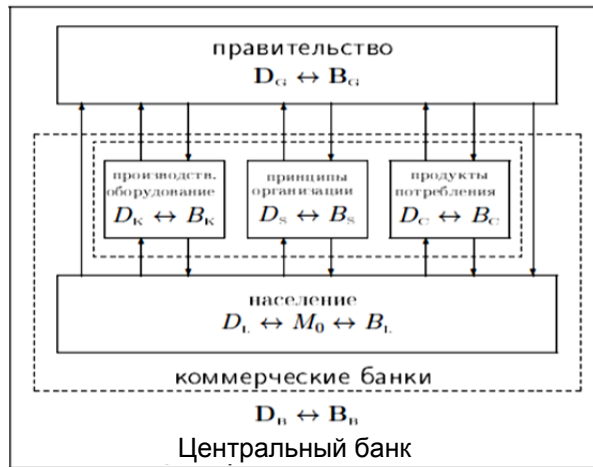 правительство
D_G ↔ B_G
производств. оборудование
D_K ↔ B_K
принципы организации
D_S ↔ B_S
продукты потребления
D_C ↔ B_C
население
D_L ↔ M_0 ↔ B_L
коммерческие банки
D_B ↔ B_B
Центральный банк